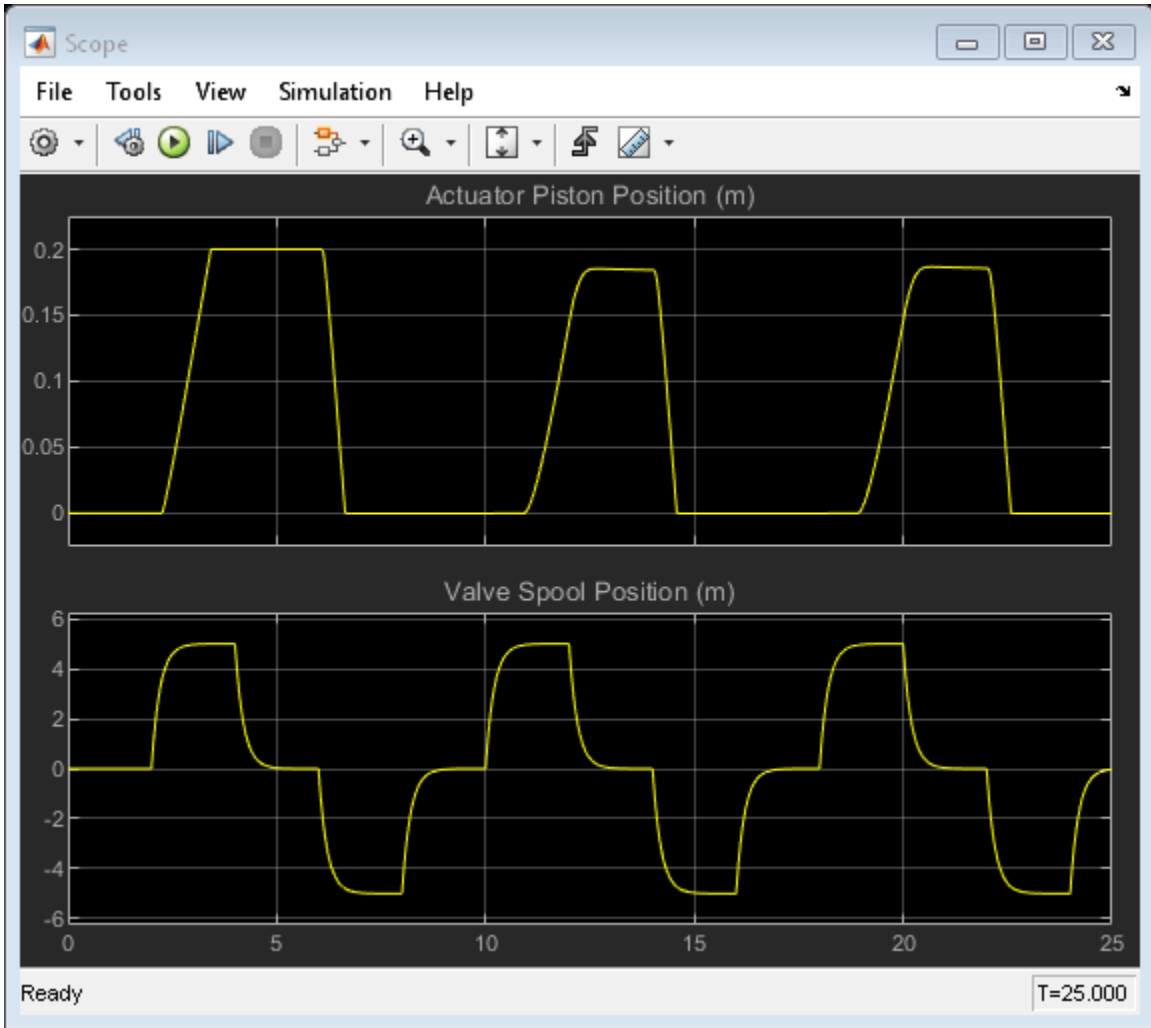 Scope
File Tools View Simulation Help
Actuator Piston Position (m)
0.2
0.15
0.1
0.05
0
Valve Spool Position (m)
6
4
2
0
-2
-4
-6
0 5 10 15 20 25
Ready T=25.000